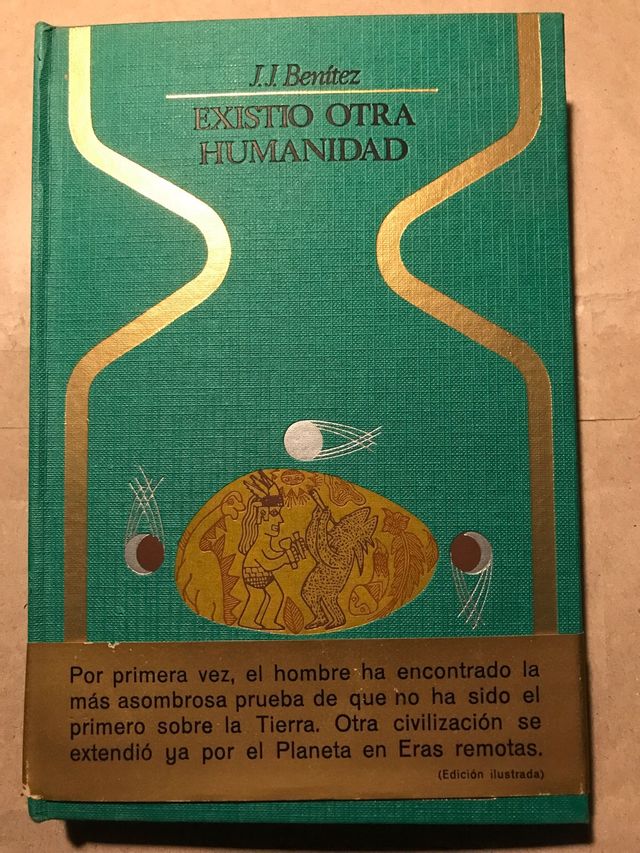 J.J. Benítez
EXISTIO OTRA
HUMANIDAD
Por primera vez, el hombre ha encontrado la
más asombrosa prueba de que no ha sido el
primero sobre la Tierra. Otra civilización se
extendió ya por el Planeta en Eras remotas.
(Edición ilustrada)